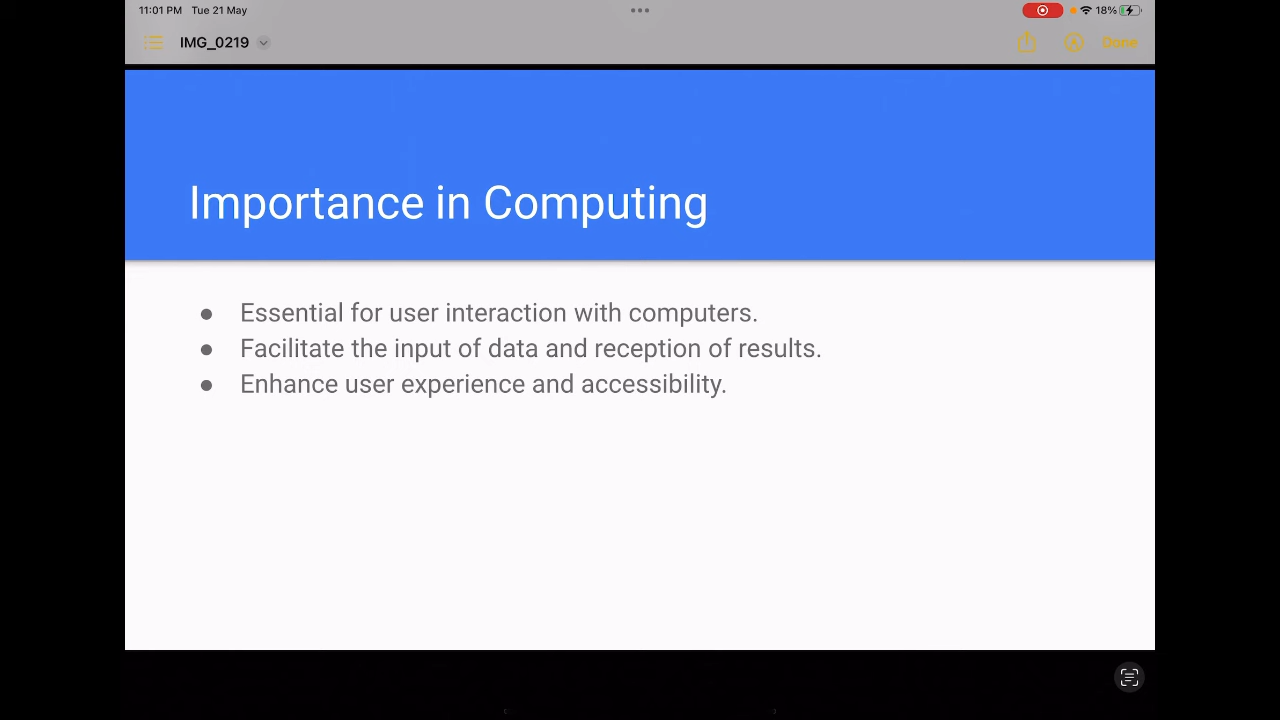 11:01 PM Tue 21 May
18%
IMG_0219
Done
Importance in Computing
● Essential for user interaction with computers.
● Facilitate the input of data and reception of results.
● Enhance user experience and accessibility.